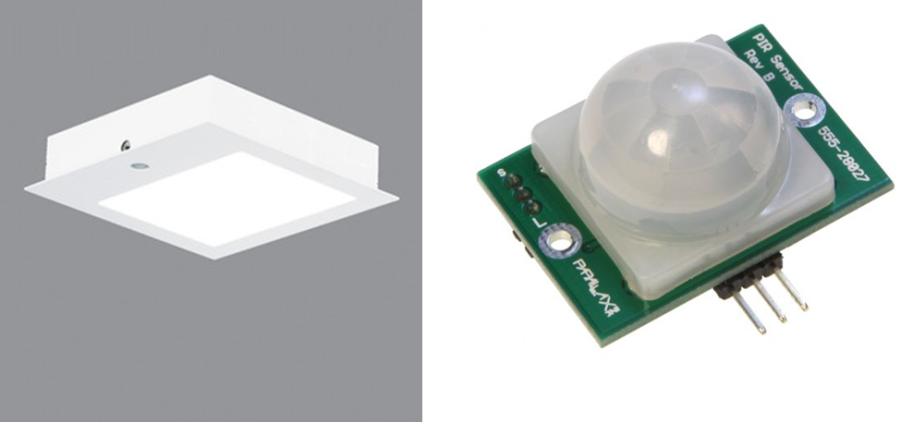 PIR Sensor
Rev B
555-28027
S
L
PARALLAX